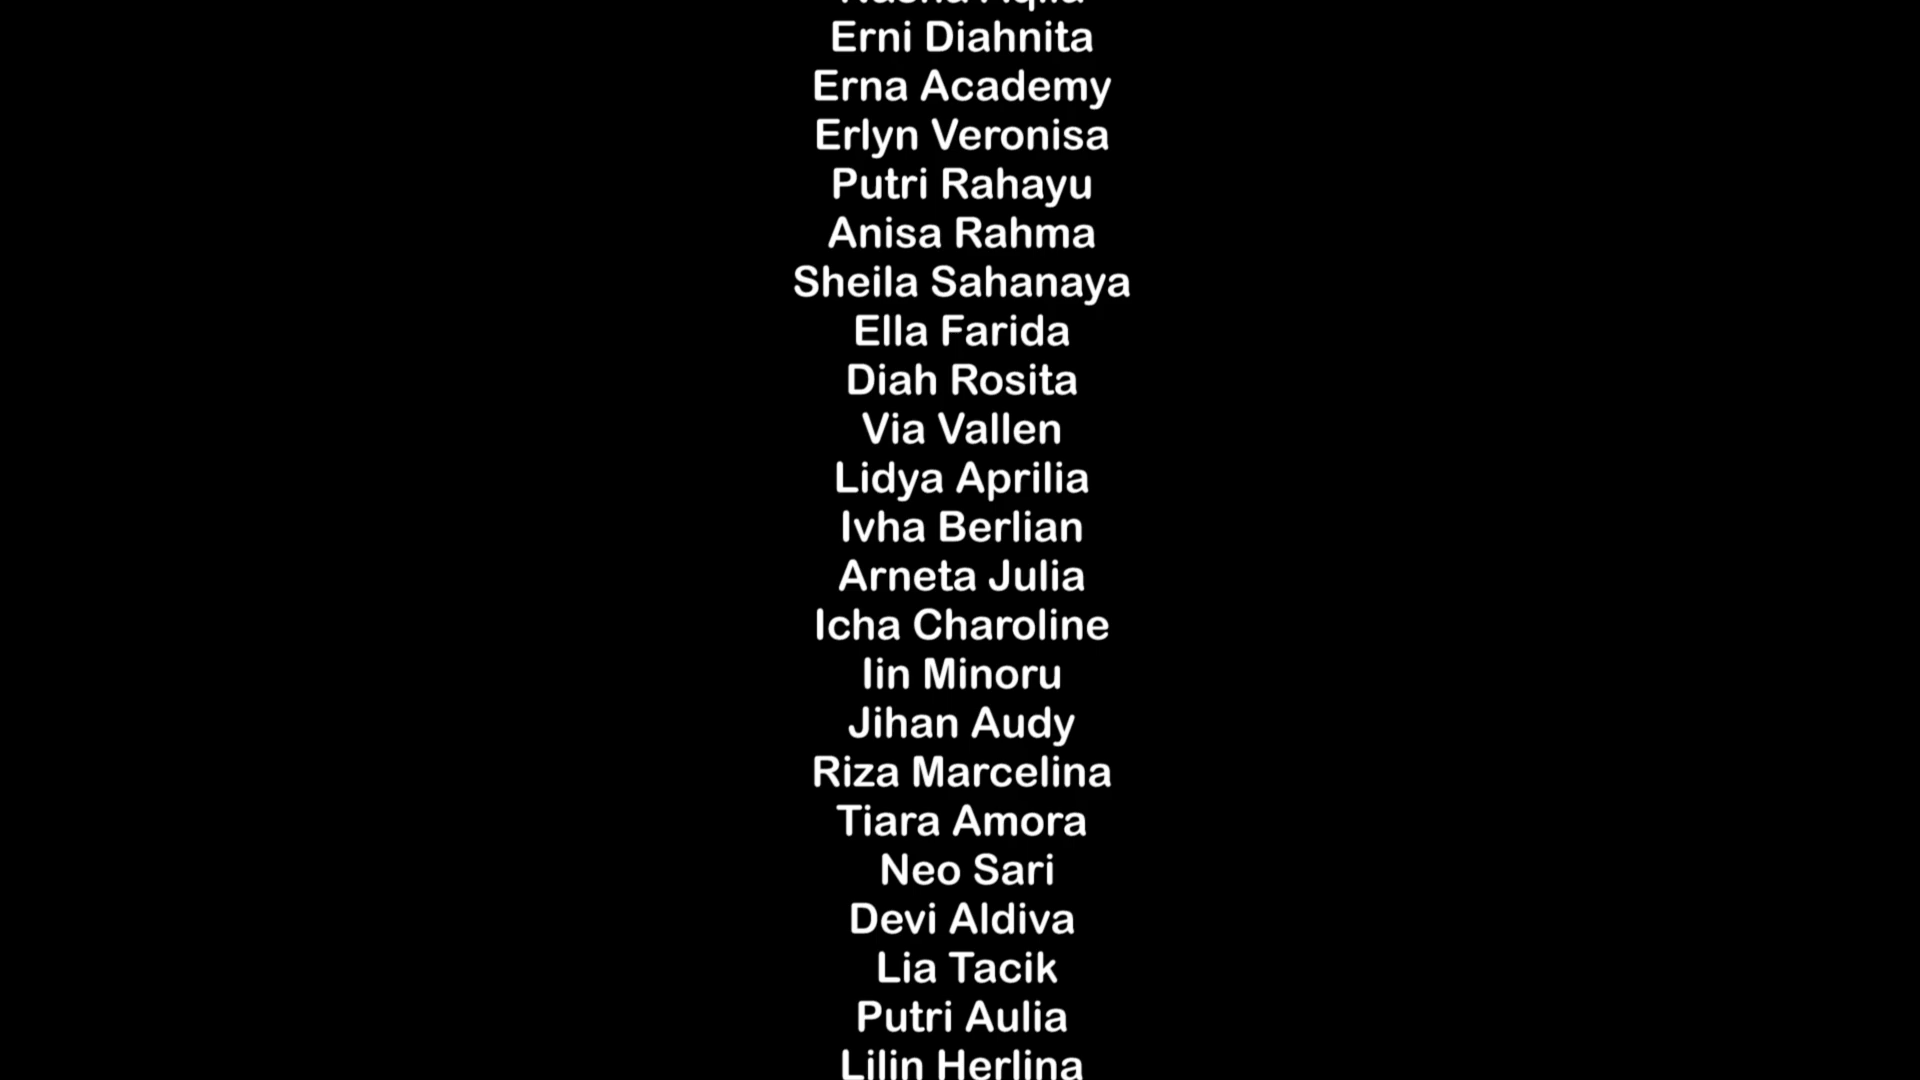 Erni Diahnita
Erna Academy
Erlyn Veronisa
Putri Rahayu
Anisa Rahma
Sheila Sahanaya
Ella Farida
Diah Rosita
Via Vallen
Lidya Aprilia
Ivha Berlian
Arneta Julia
Icha Charoline
Iin Minoru
Jihan Audy
Riza Marcelina
Tiara Amora
Neo Sari
Devi Aldiva
Lia Tacik
Putri Aulia
Lilin Herlina